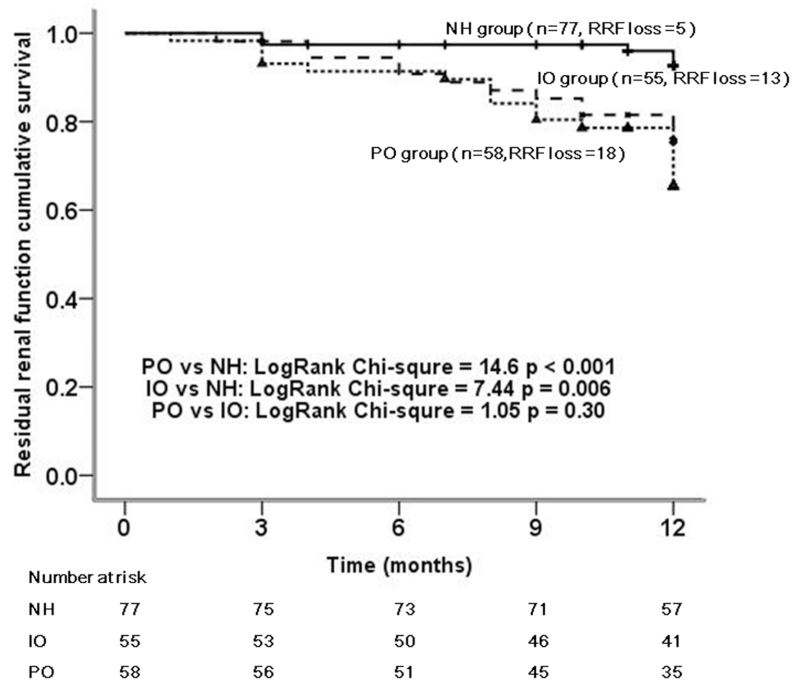 Residual renal function cumulative survival
1.0
0.8
0.6
0.4
0.2
0.0
NH group (n=77, RRF loss=5)
IO group (n=55, RRF loss=13)
PO group (n=58,RRF loss=18)
PO vs NH: LogRank Chi-squre = 14.6 p < 0.001
IO vs NH: LogRank Chi-squre = 7.44 p = 0.006
PO vs IO: LogRank Chi-squre = 1.05 p = 0.30
0 3 6 9 12
Time (months)
Number at risk
NH 77 75 73 71 57
IO 55 53 50 46 41
PO 58 56 51 45 35